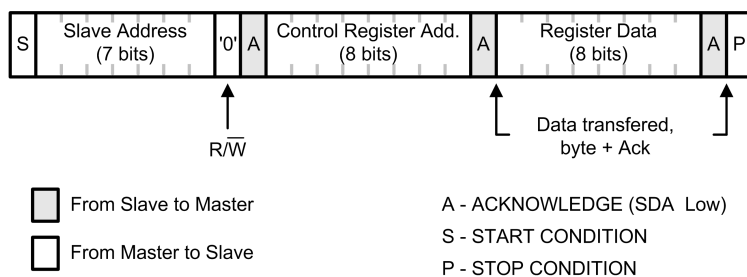 S Slave Address (7 bits) '0' A Control Register Add. (8 bits) A Register Data (8 bits) A P
R/W̅
Data transfered,
byte + Ack
From Slave to Master
From Master to Slave
A - ACKNOWLEDGE (SDA Low)
S - START CONDITION
P - STOP CONDITION